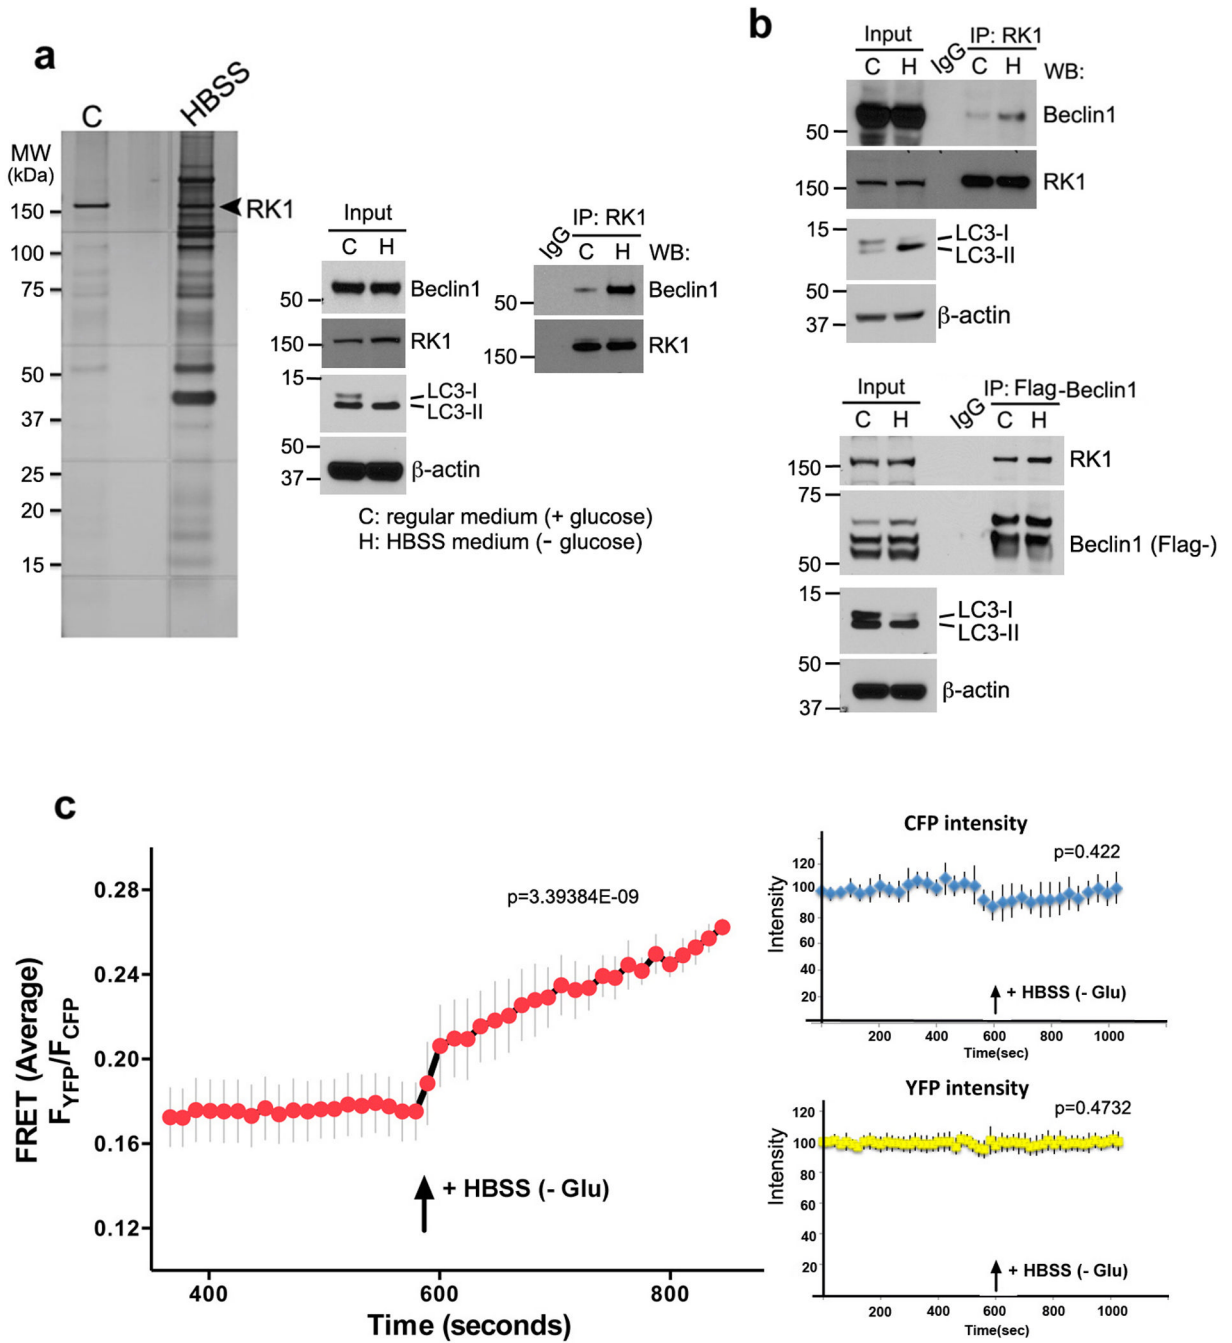 a
C
HBSS
MW
(kDa)
150
100
75
50
37
25
20
15
RK1
Input
C H
50
Beclin1
150
RK1
15
LC3-I
LC3-II
50
37
β-actin
IgG
IP: RK1
C H
WB:
50
Beclin1
150
RK1
C: regular medium (+ glucose)
H: HBSS medium (- glucose)
b
Input
C H
IgG
IP: RK1
C H
WB:
50
Beclin1
150
RK1
15
LC3-I
LC3-II
50
37
β-actin
Input
C H
IgG
IP: Flag-Beclin1
C H
150
RK1
75
50
Beclin1 (Flag-)
15
LC3-I
LC3-II
50
37
β-actin
c
FRET (Average)
FYFP/FCFP
0.28
0.24
0.20
0.16
0.12
p=3.39384E-09
+ HBSS (- Glu)
400 600 800
Time (seconds)
CFP intensity
p=0.422
Intensity
120
100
80
60
40
20
+ HBSS (- Glu)
200 400 600 800 1000
Time(sec)
YFP intensity
p=0.4732
Intensity
120
100
80
60
40
20
+ HBSS (- Glu)
200 400 600 800 1000
Time(sec)